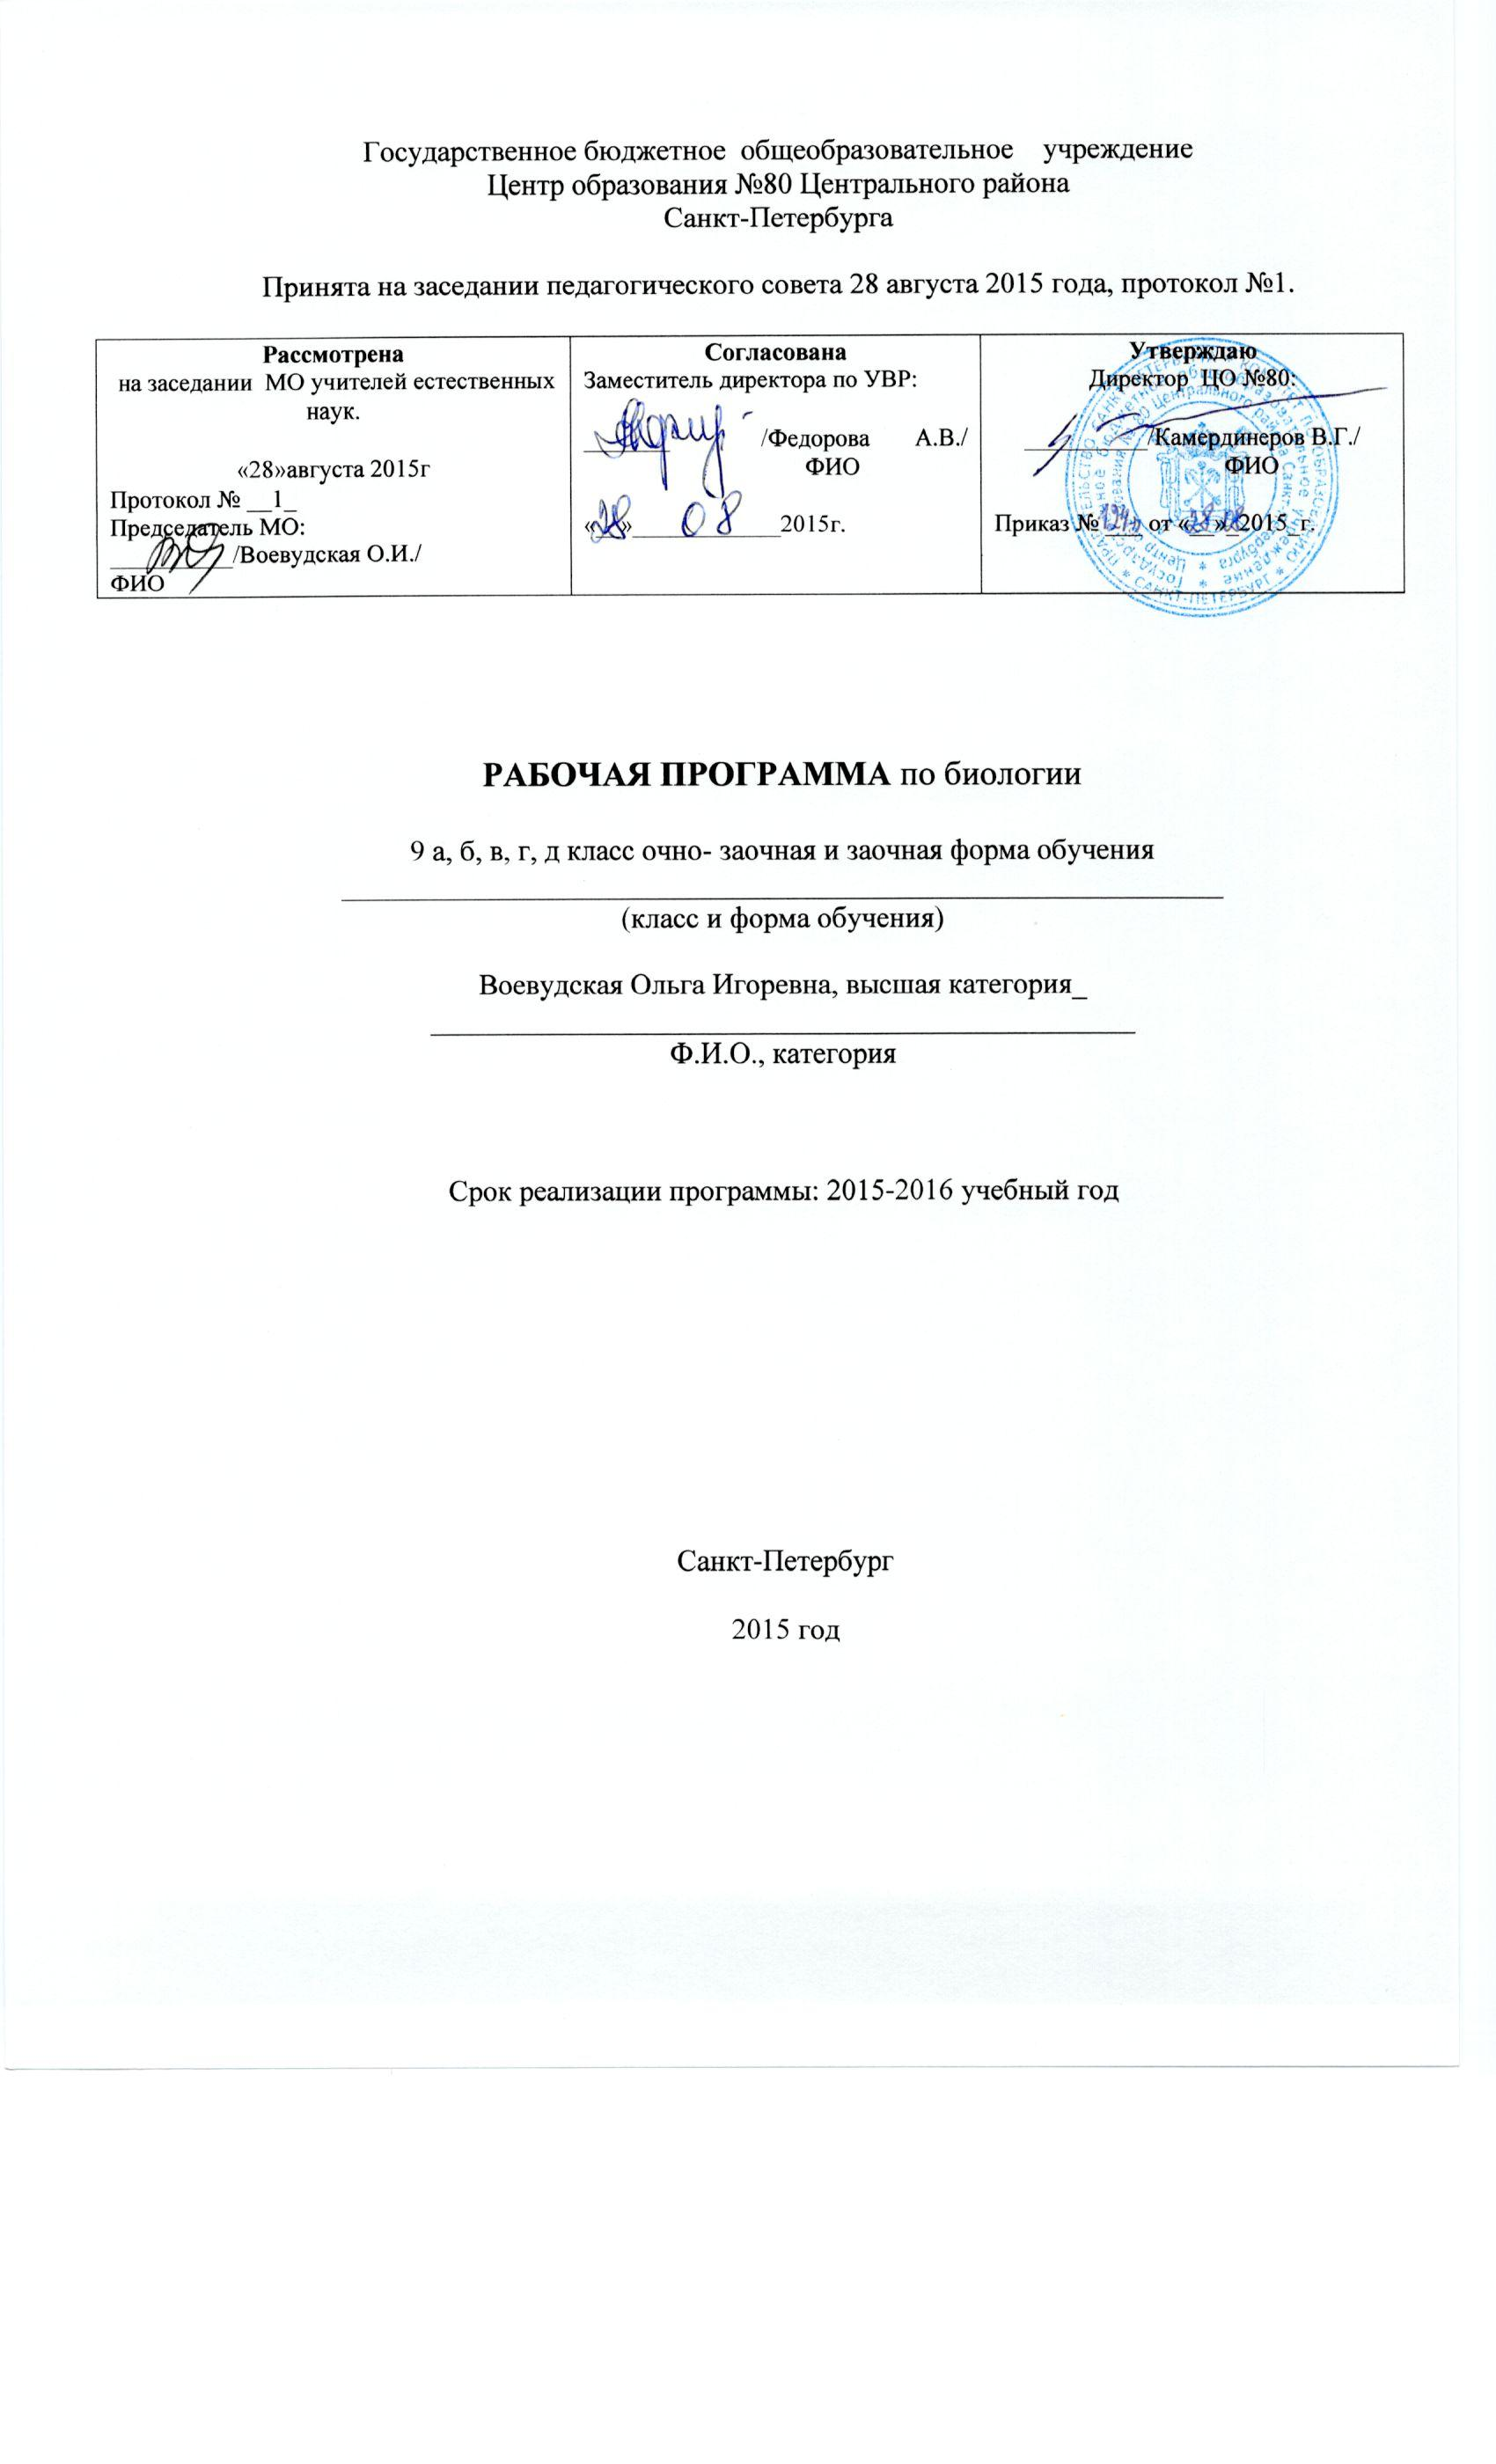 Государственное бюджетное общеобразовательное учреждение
Центр образования №80 Центрального района
Санкт-Петербурга
Принята на заседании педагогического совета 28 августа 2015 года, протокол №1.
Рассмотрена
на заседании МО учителей естественных
наук.
«28»августа 2015г
Протокол № __1_
Председатель МО:
/Воевудская О.И./
ФИО
Согласована
Заместитель директора по УВР:
/Федорова А.В./
ФИО
«28» 08 2015г.
Утверждаю
Директор ЦО №80:
/Камердинеров В.Г./
ФИО
Приказ № от «28» 08 2015_г.
РАБОЧАЯ ПРОГРАММА по биологии
9 а, б, в, г, д класс очно- заочная и заочная форма обучения
(класс и форма обучения)
Воевудская Ольга Игоревна, высшая категория_
Ф.И.О., категория
Срок реализации программы: 2015-2016 учебный год
Санкт-Петербург
2015 год